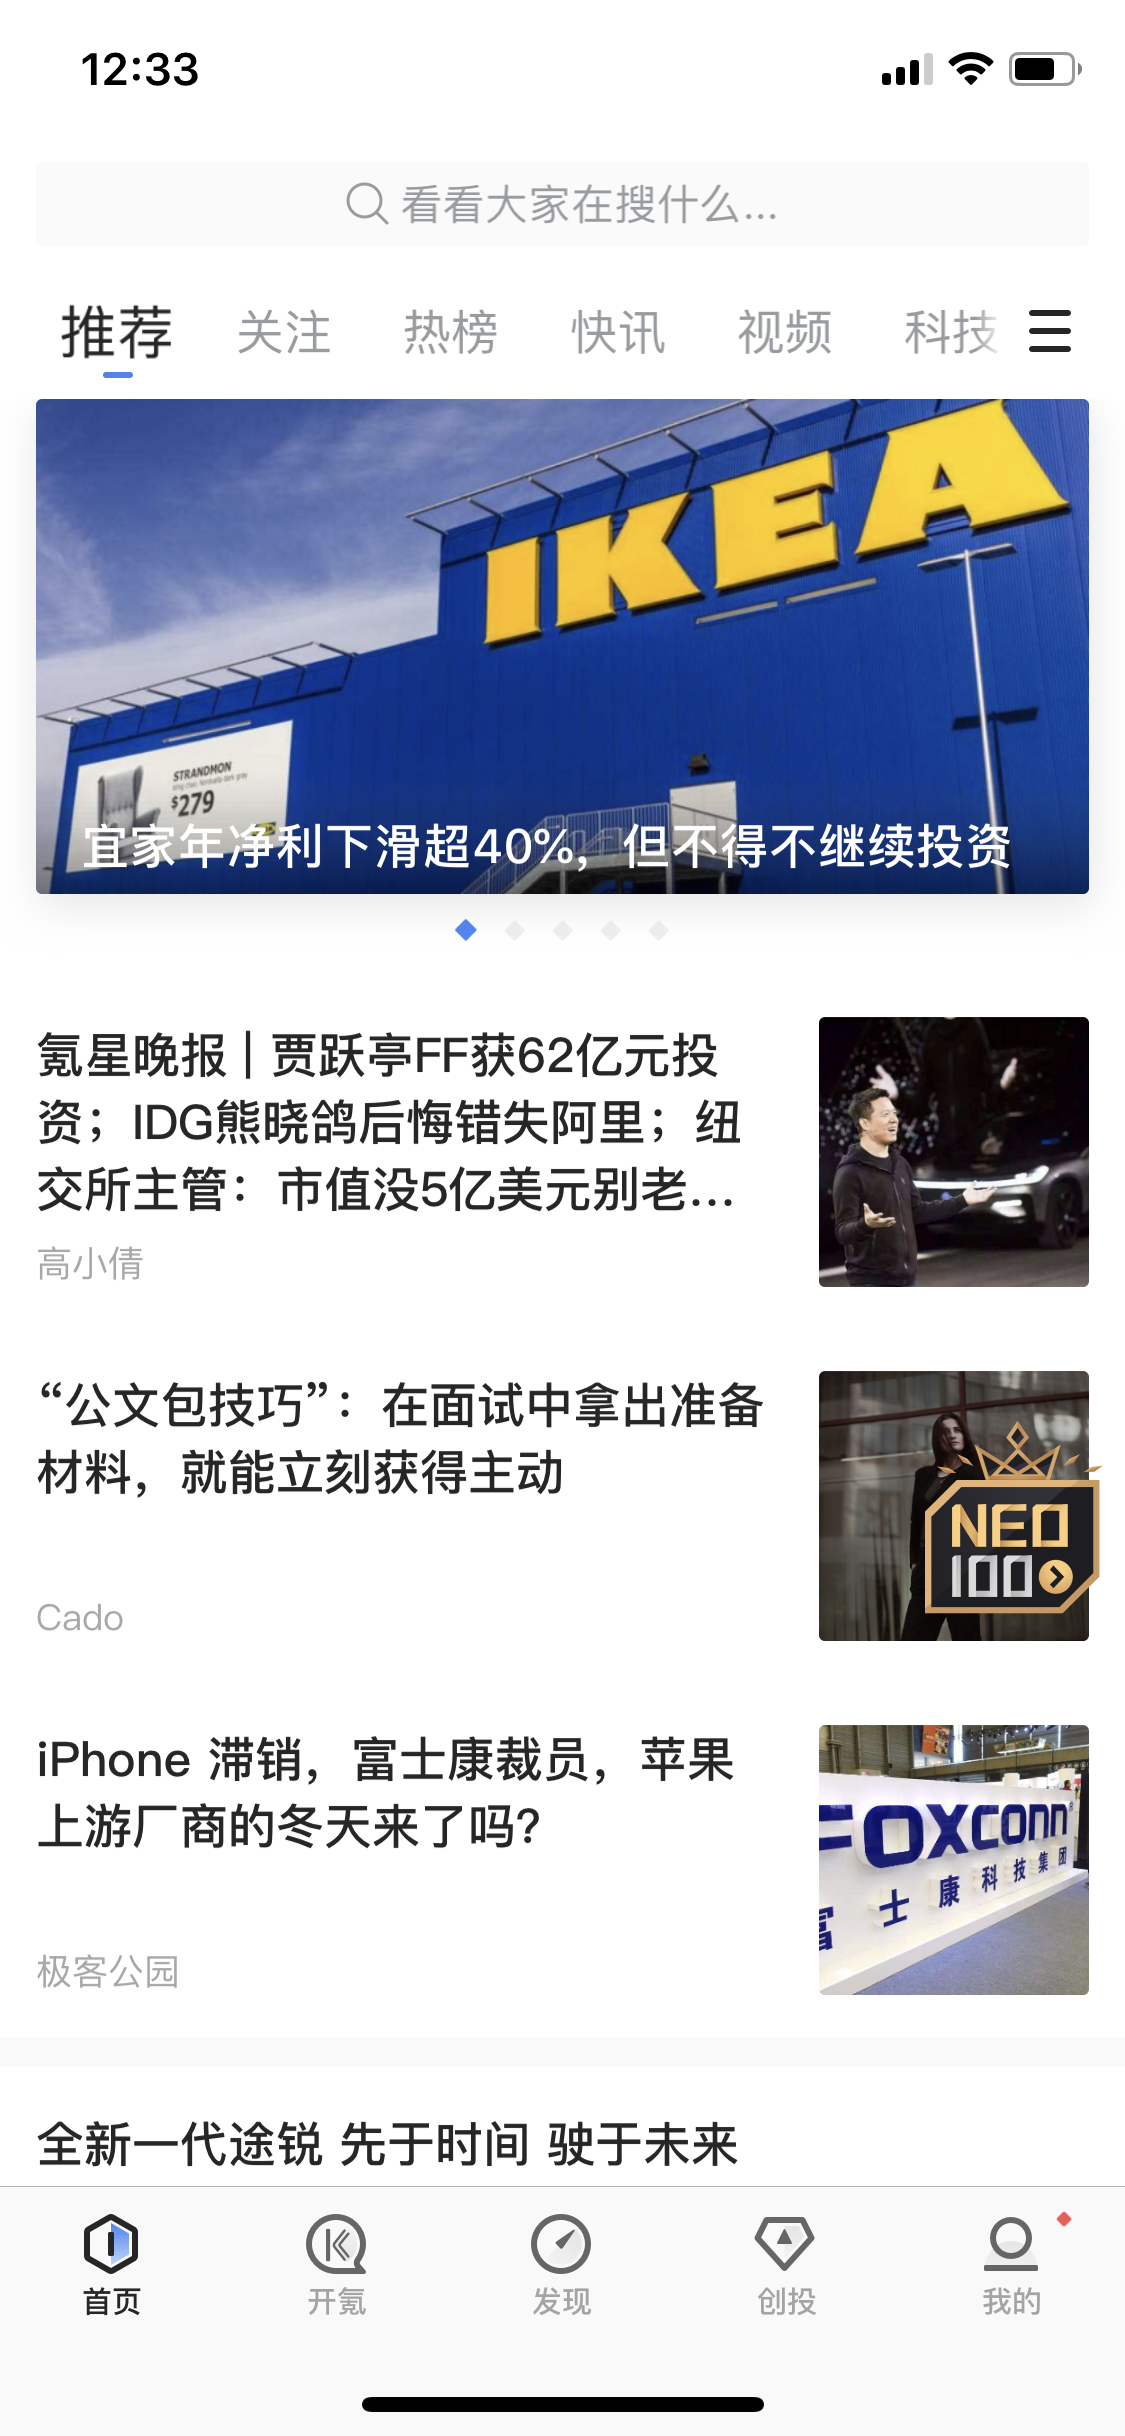 12:33
看看大家在搜什么...
推荐 关注 热榜 快讯 视频 科技
IKEA
STRANDMON
$279
宜家年净利下滑超40%，但不得不继续投资
氪星晚报 | 贾跃亭FF获62亿元投
资；IDG熊晓鸽后悔错失阿里；纽
交所主管：市值没5亿美元别老...
高小倩
“公文包技巧”：在面试中拿出准备
材料，就能立刻获得主动
NEO
100
Cado
iPhone 滞销，富士康裁员，苹果
上游厂商的冬天来了吗?
FOXCONN
富士康科技集团
极客公园
全新一代途锐 先于时间 驶于未来
首页 开氪 发现 创投 我的